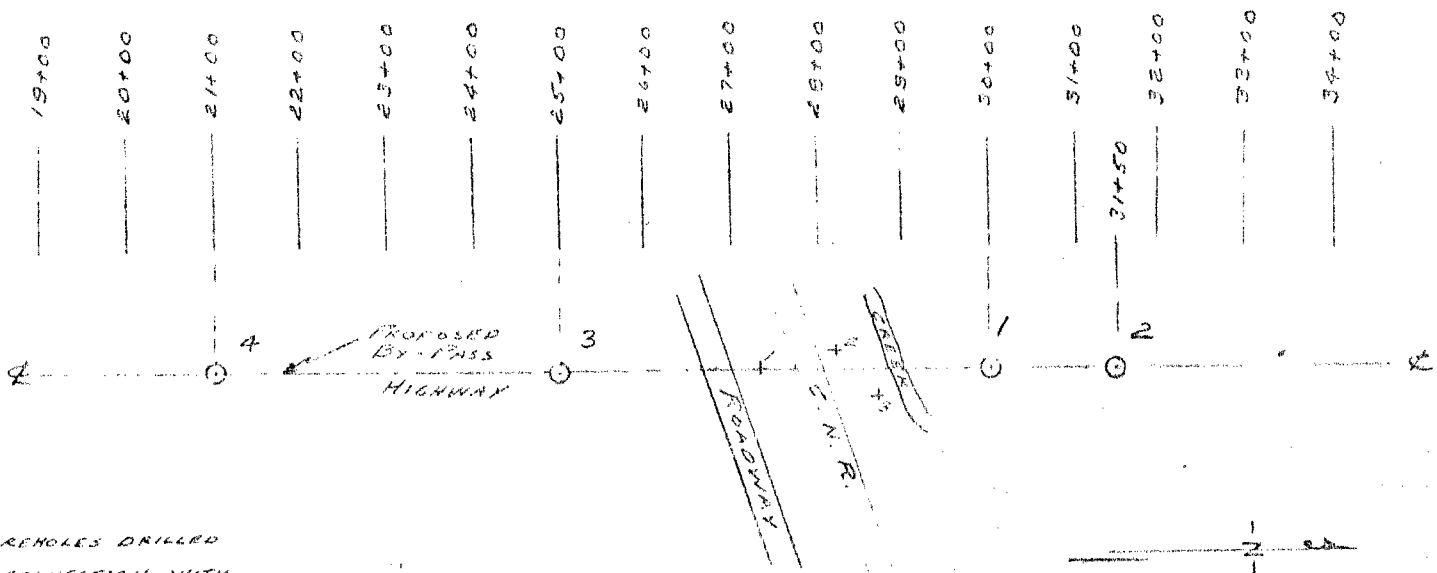 19+00
20+00
21+00
22+00
23+00
24+00
25+00
26+00
27+00
28+00
29+00
30+00
31+00
31+50
32+00
33+00
34+00
4
PROPOSED
BY-PASS
HIGHWAY
3
1
2
℄
℄
ROADWAY
C.N.R.
CREEK
REHOLES DRILLED
CONNECTION WITH
N